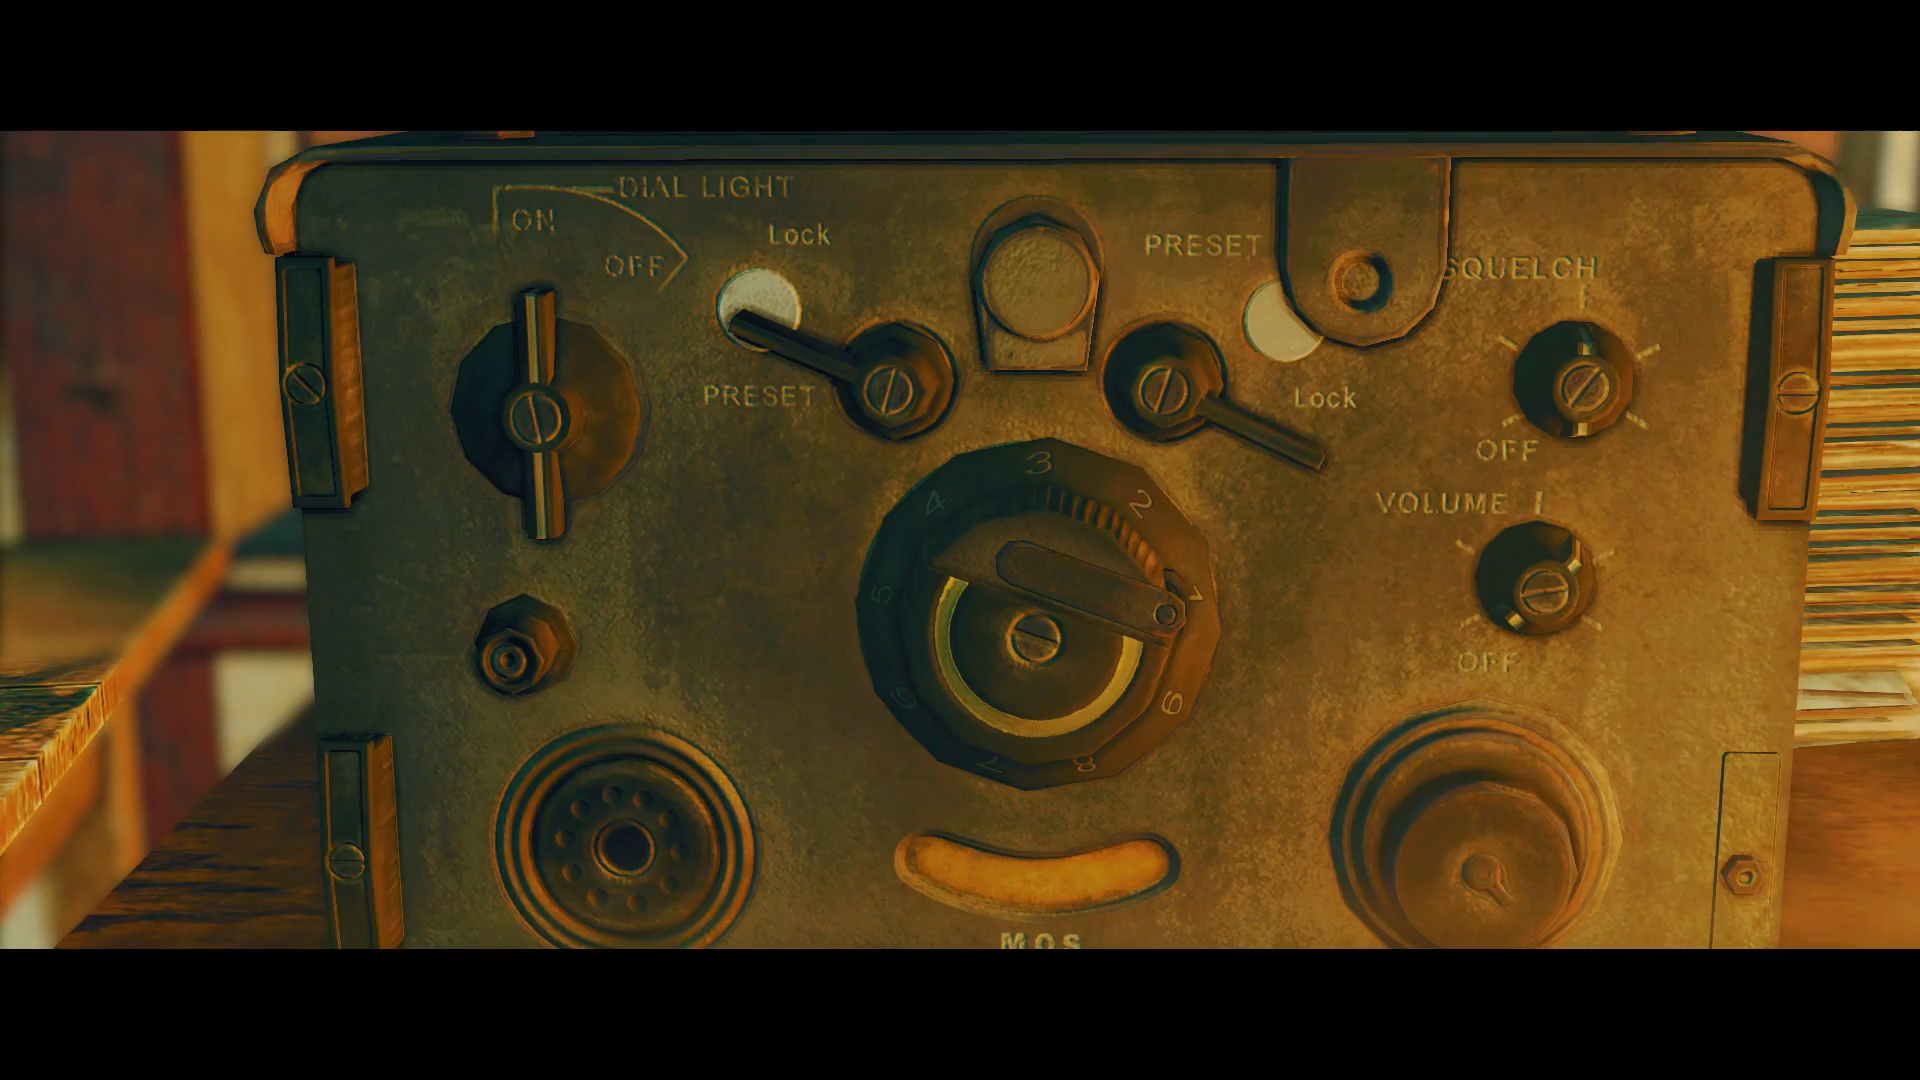 DIAL LIGHT
ON
OFF
Lock
PRESET
PRESET
Lock
SQUELCH
OFF
VOLUME
OFF
3
2
4
1
5
9
6
8
7
MOS